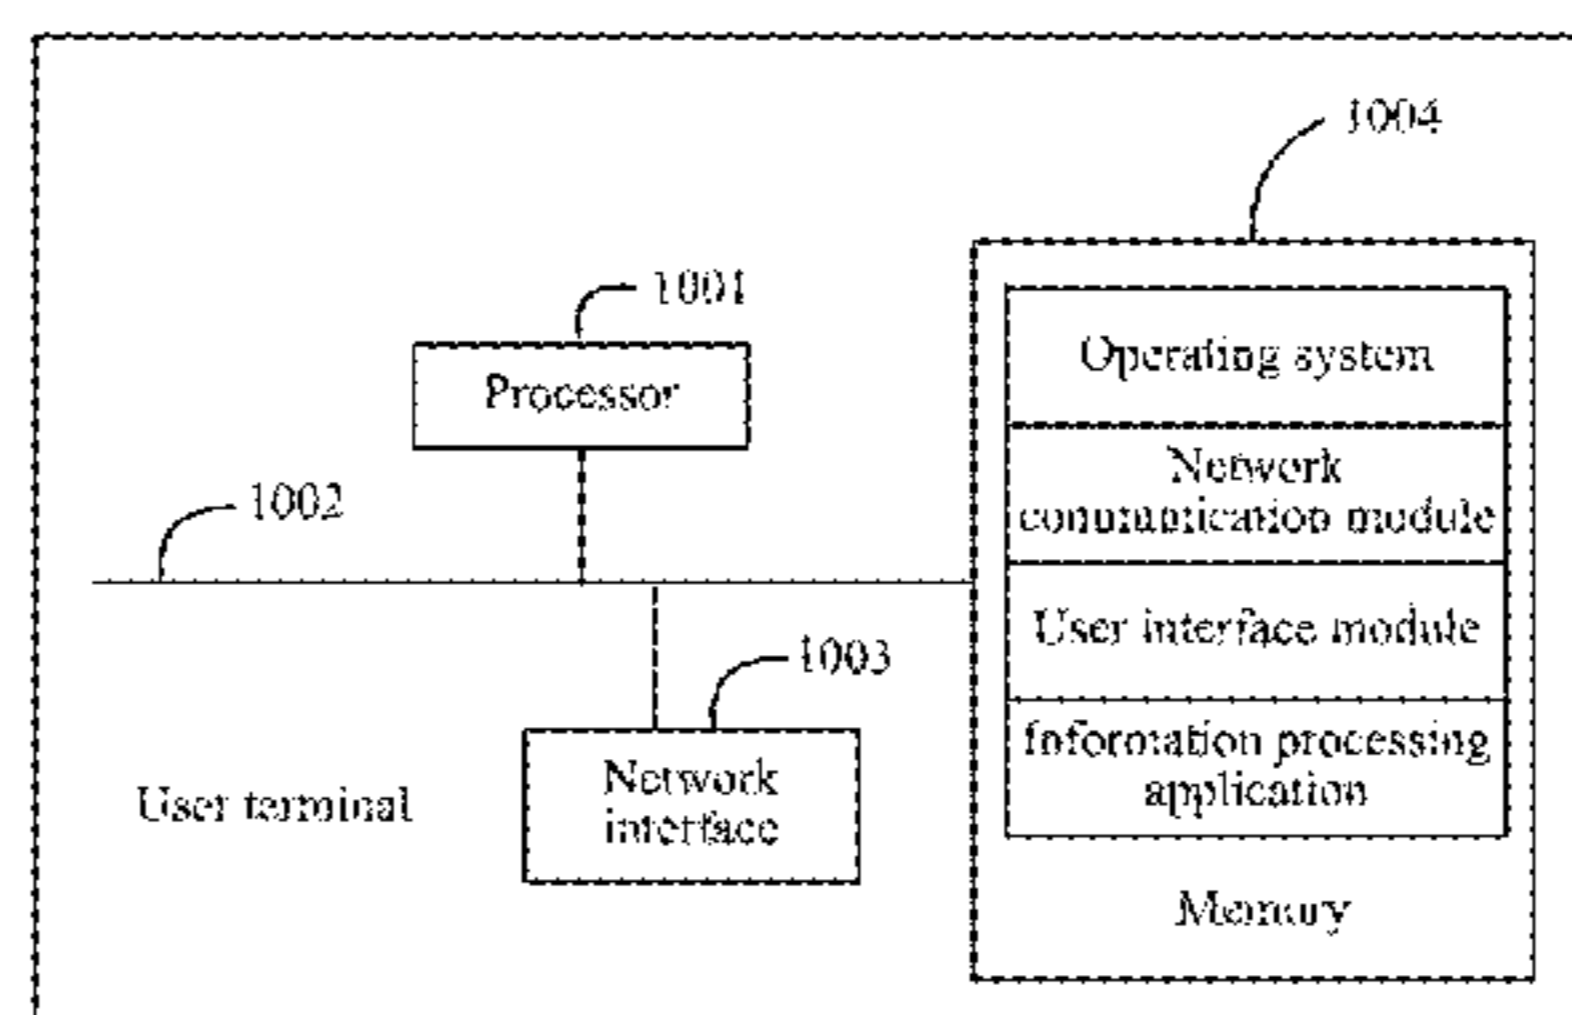 1004
1001
Operating system
Processor
Network
communication module
1002
User interface module
1003
Information processing
application
Network
interface
User terminal
Memory